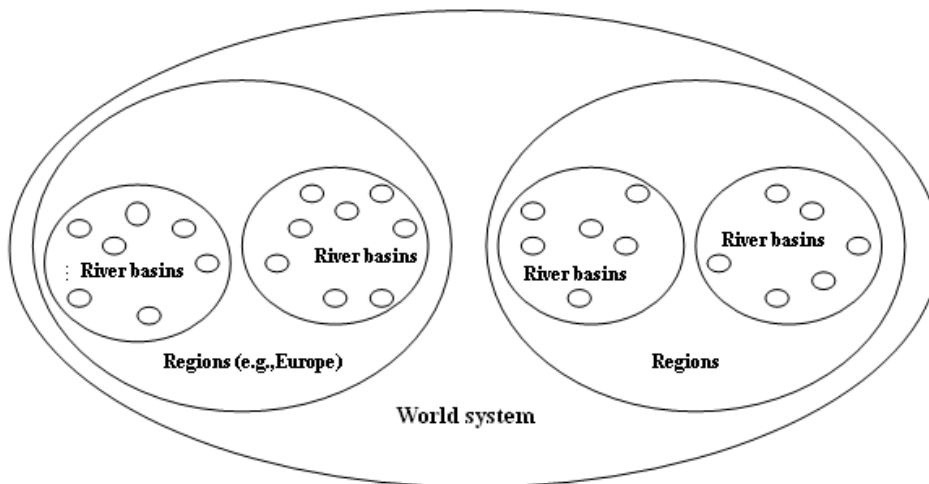 River basins
River basins
River basins
River basins
Regions (e.g.,Europe)
Regions
World system